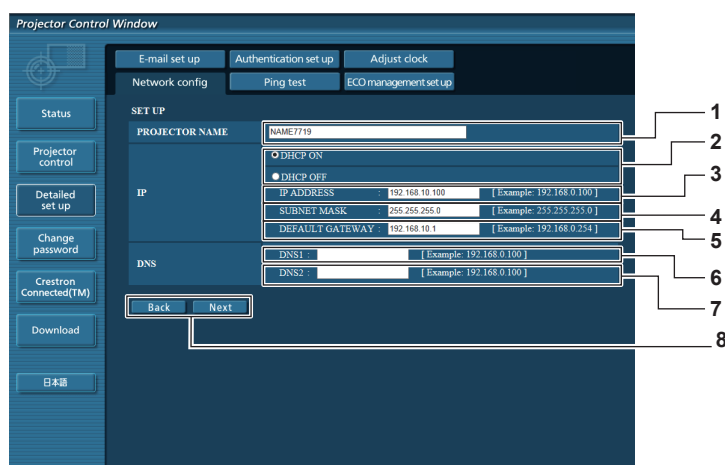 Projector Control Window
E-mail set up
Authentication set up
Adjust clock
Network config
Ping test
ECO management set up
Status
Projector
control
Detailed
set up
Change
password
Crestron
Connected(TM)
Download
日本語
SET UP
PROJECTOR NAME NAME7719
IP
DHCP ON
DHCP OFF
IP ADDRESS : 192.168.10.100 [ Example: 192.168.0.100 ]
SUBNET MASK : 255.255.255.0 [ Example: 255.255.255.0 ]
DEFAULT GATEWAY : 192.168.10.1 [ Example: 192.168.0.254 ]
DNS
DNS1 : [ Example: 192.168.0.100 ]
DNS2 : [ Example: 192.168.0.100 ]
Back Next
1
2
3
4
5
6
7
8